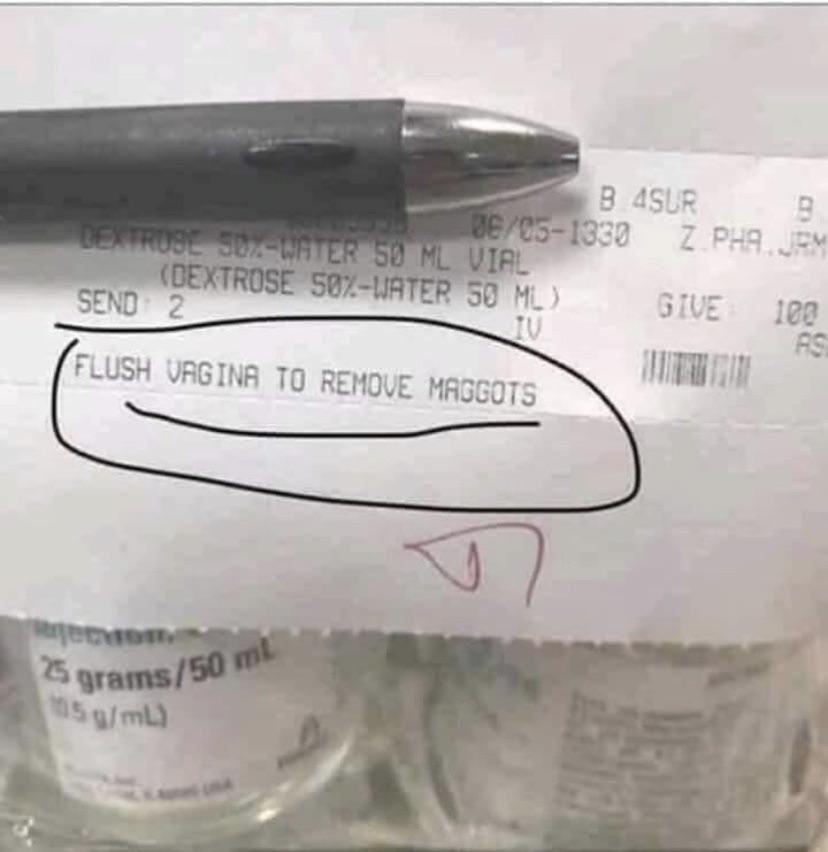 B 4SUR B
06/05-1330 Z.PHA.JRM
DEXTROSE 50%-WATER 50 ML VIAL
(DEXTROSE 50%-WATER 50 ML)
SEND: 2 GIVE: 100
IV
FLUSH VAGINA TO REMOVE MAGGOTS
25 grams/50 mL
g/mL)